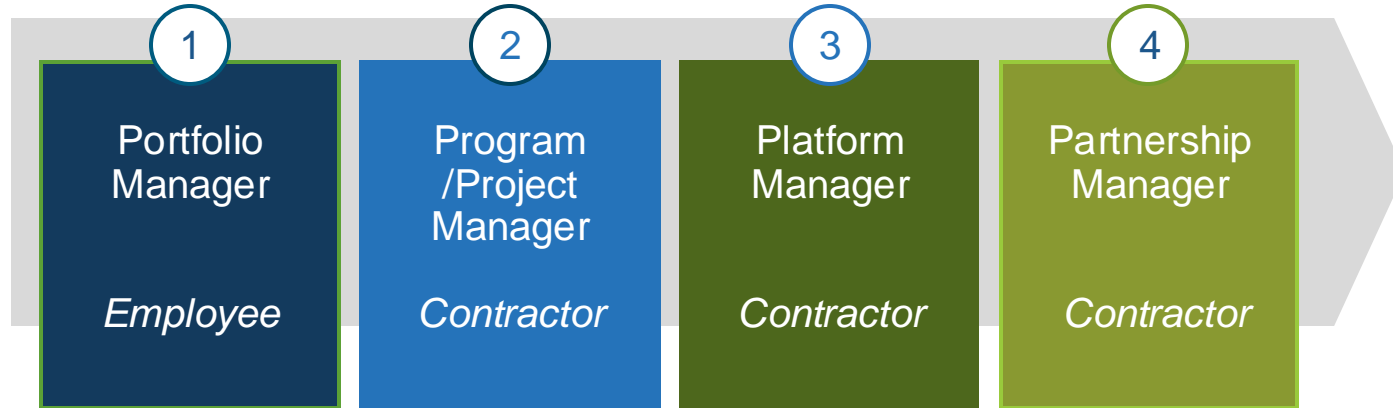 1
Portfolio
Manager
Employee
2
Program
/Project
Manager
Contractor
3
Platform
Manager
Contractor
4
Partnership
Manager
Contractor